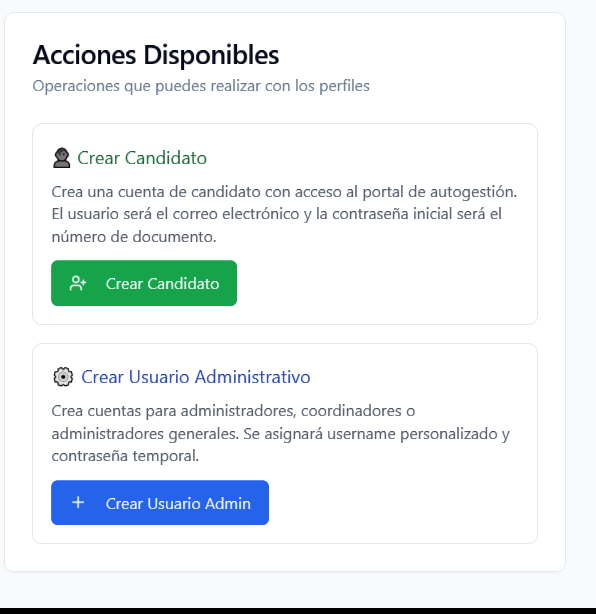 Acciones Disponibles
Operaciones que puedes realizar con los perfiles
Crear Candidato
Crea una cuenta de candidato con acceso al portal de autogestión.
El usuario será el correo electrónico y la contraseña inicial será el
número de documento.
Crear Candidato
Crear Usuario Administrativo
Crea cuentas para administradores, coordinadores o
administradores generales. Se asignará username personalizado y
contraseña temporal.
Crear Usuario Admin